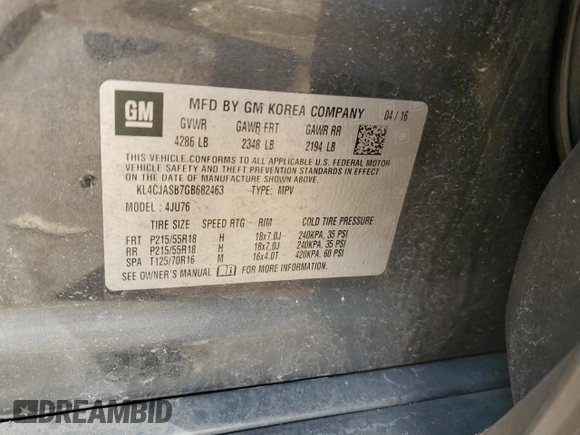 GM
MFD BY GM KOREA COMPANY 04 / 16
GVWR GAWR FRT GAWR RR
4286 LB 2348 LB 2194 LB
THIS VEHICLE CONFORMS TO ALL APPLICABLE U.S. FEDERAL MOTOR
VEHICLE SAFETY AND THEFT PREVENTION STANDARDS IN EFFECT ON
THE DATE OF MANUFACTURE SHOWN ABOVE.
KL4CJASB7GB682463 TYPE: MPV
MODEL: 4JU76
TIRE SIZE SPEED RTG RIM COLD TIRE PRESSURE
FRT P215/55R18 H 18x7.0J 240KPA, 35 PSI
RR P215/55R18 H 18x7.0J 240KPA, 35 PSI
SPA T125/70R16 M 16x4.0T 420KPA, 60 PSI
SEE OWNER'S MANUAL FOR MORE INFORMATION.
DREAMBID